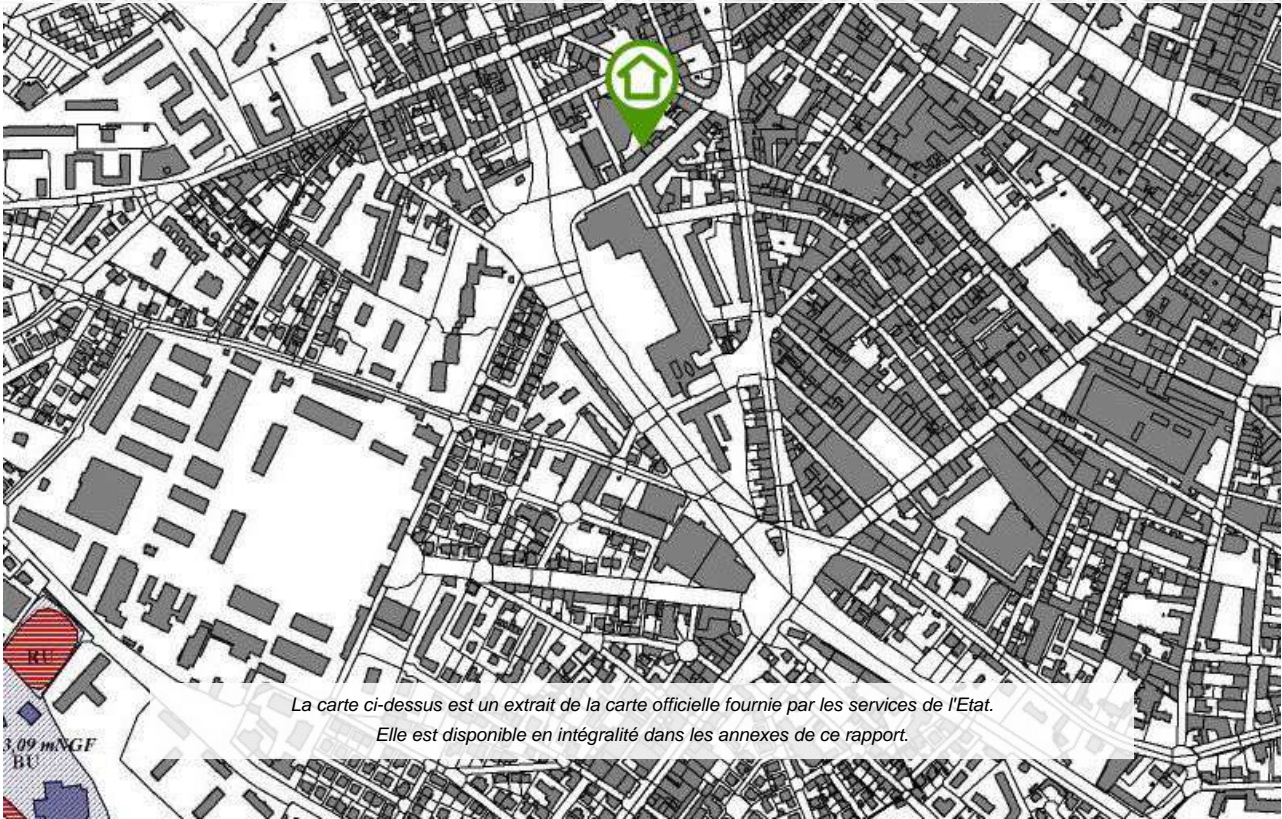 RU
La carte ci-dessus est un extrait de la carte officielle fournie par les services de l'Etat.
Elle est disponible en intégralité dans les annexes de ce rapport.
3,09 mNGF
BU